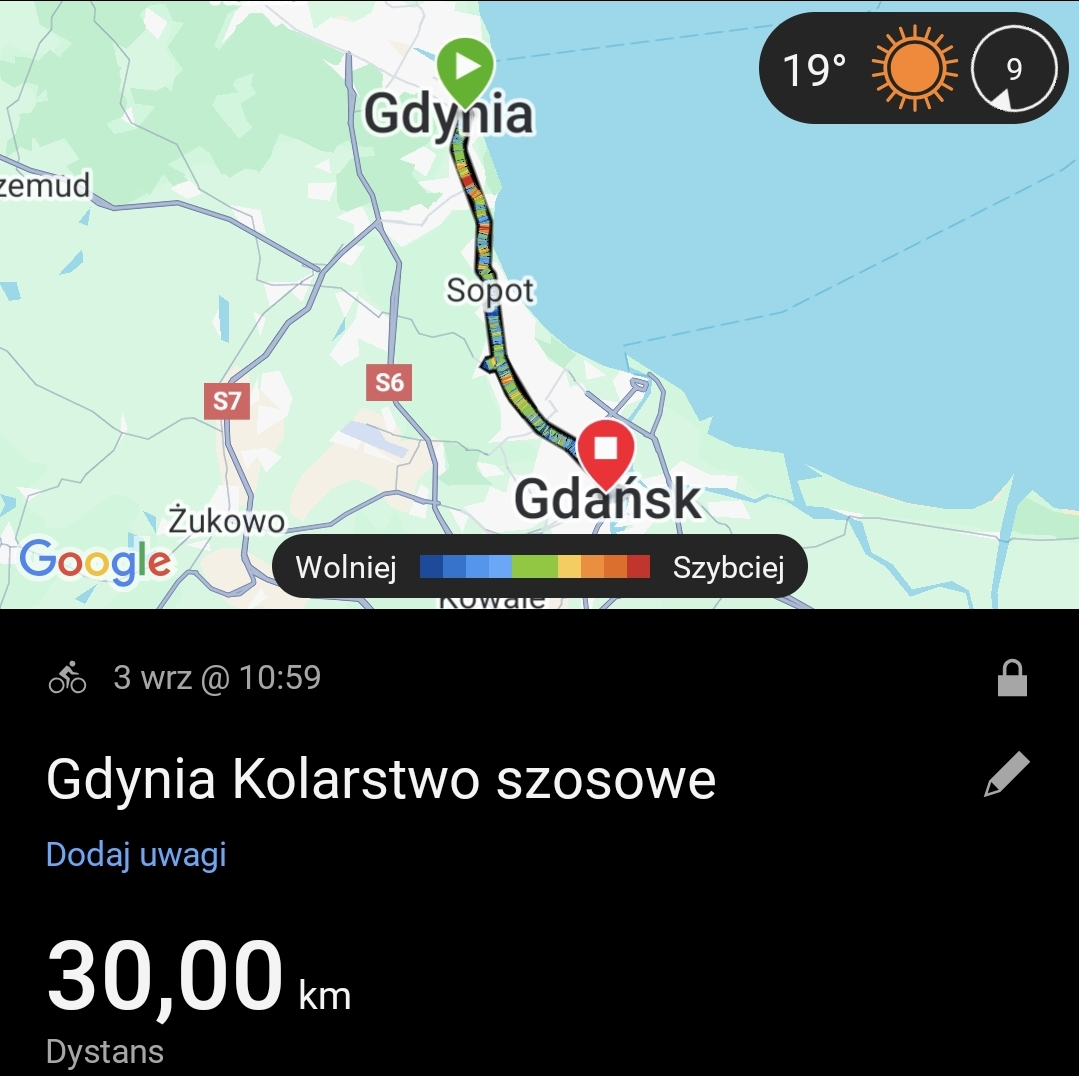 19°
9
Gdynia
zemud
Sopot
S6
S7
Gdańsk
Żukowo
Google
Wolniej
Szybciej
Kowale
3 wrz @ 10:59
Gdynia Kolarstwo szosowe
Dodaj uwagi
30,00 km
Dystans